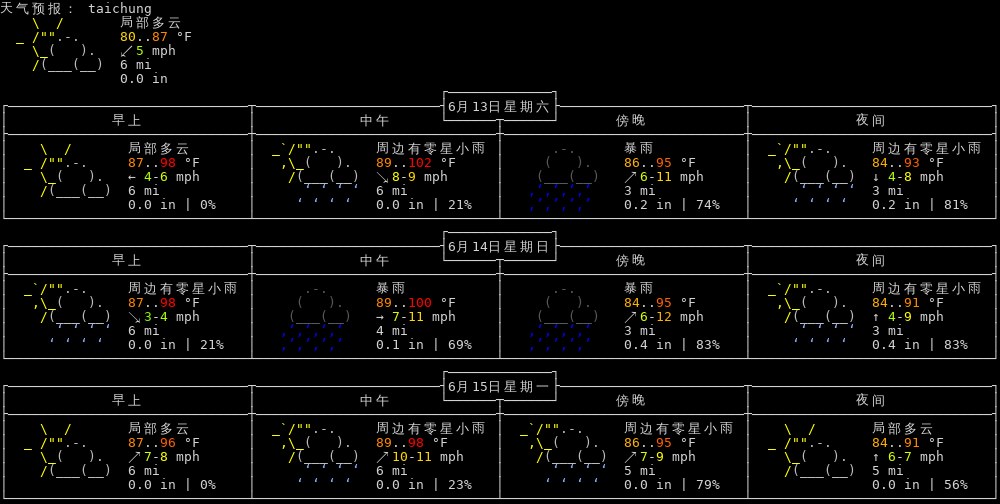 天气预报： taichung
局部多云
80..87 °F
↙5 mph
6 mi
0.0 in
6月13日星期六
早上 中午 傍晚 夜间
局部多云 周边有零星小雨 暴雨 周边有零星小雨
87..98 °F 89..102 °F 86..95 °F 84..93 °F
← 4-6 mph ↘8-9 mph ↗6-11 mph ↓ 4-8 mph
6 mi 6 mi 3 mi 3 mi
0.0 in | 0% 0.0 in | 21% 0.2 in | 74% 0.2 in | 81%
6月14日星期日
早上 中午 傍晚 夜间
周边有零星小雨 暴雨 暴雨 周边有零星小雨
87..98 °F 89..100 °F 84..95 °F 84..91 °F
↘3-4 mph → 7-11 mph ↗6-12 mph ↑ 4-9 mph
6 mi 4 mi 3 mi 3 mi
0.0 in | 21% 0.1 in | 69% 0.4 in | 83% 0.4 in | 83%
6月15日星期一
早上 中午 傍晚 夜间
局部多云 周边有零星小雨 周边有零星小雨 局部多云
87..96 °F 89..98 °F 86..95 °F 84..91 °F
↗7-8 mph ↗10-11 mph ↗7-9 mph ↑ 6-7 mph
6 mi 6 mi 5 mi 5 mi
0.0 in | 0% 0.0 in | 23% 0.0 in | 79% 0.0 in | 56%